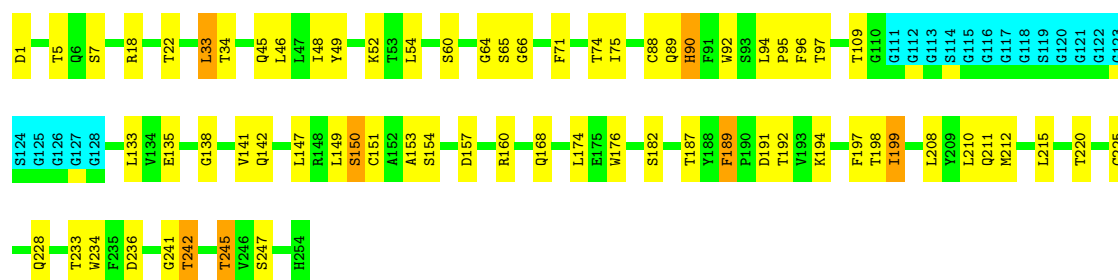 D1 T5 Q6 S7 R18 T22 L33 T34 Q45 L46 L47 I48 Y49 K52 T53 L54 S60 G64 S65 G66 F71 T74 I75 C88 Q89 H90 F91 W92 S93 L94 P95 F96 T97 T109 G110 G111 G112 G113 S114 G115 G116 G117 G118 S119 G120 G121 G122 G123
S124 G125 G126 G127 G128 L133 V134 E135 G138 V141 Q142 L147 R148 L149 S150 C151 A152 A153 S154 D157 R160 Q168 L174 E175 W176 S182 T187 Y188 F189 P190 D191 T192 V193 K194 F197 T198 I199 L208 Y209 L210 Q211 M212 L215 T220 C225
Q228 T233 W234 F235 D236 G241 T242 T245 V246 S247 H254